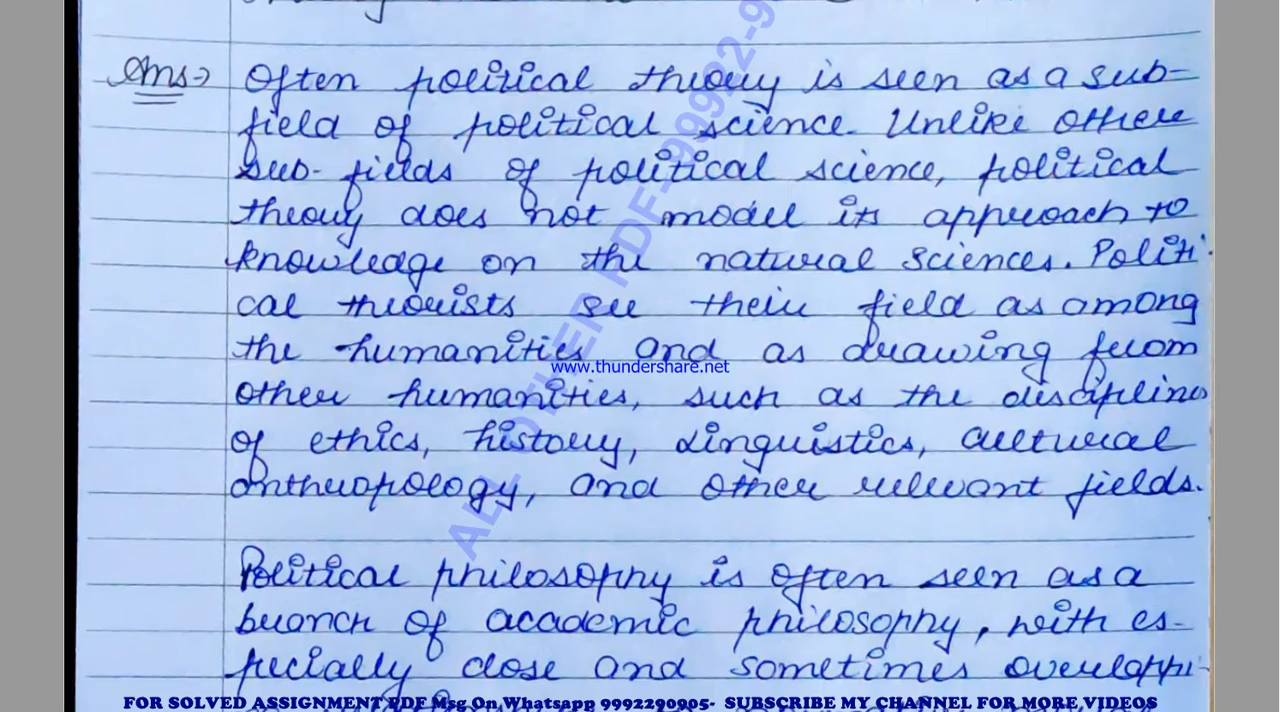 Ans→ Often political theory is seen as a sub-
field of political science. Unlike other
sub-fields of political science, political
theory does not model its approach to
knowledge on the natural sciences. Politi-
cal theorists see their field as among
the humanities and as drawing from
www.thundershare.net
other humanities, such as the disciplines
of ethics, history, linguistics, cultural
anthropology, and other relevant fields.
Political philosophy is often seen as a
branch of academic philosophy, with es-
pecially close and sometimes overlappi-
FOR SOLVED ASSIGNMENT PDF Msg On Whatsapp 9992290905- SUBSCRIBE MY CHANNEL FOR MORE VIDEOS